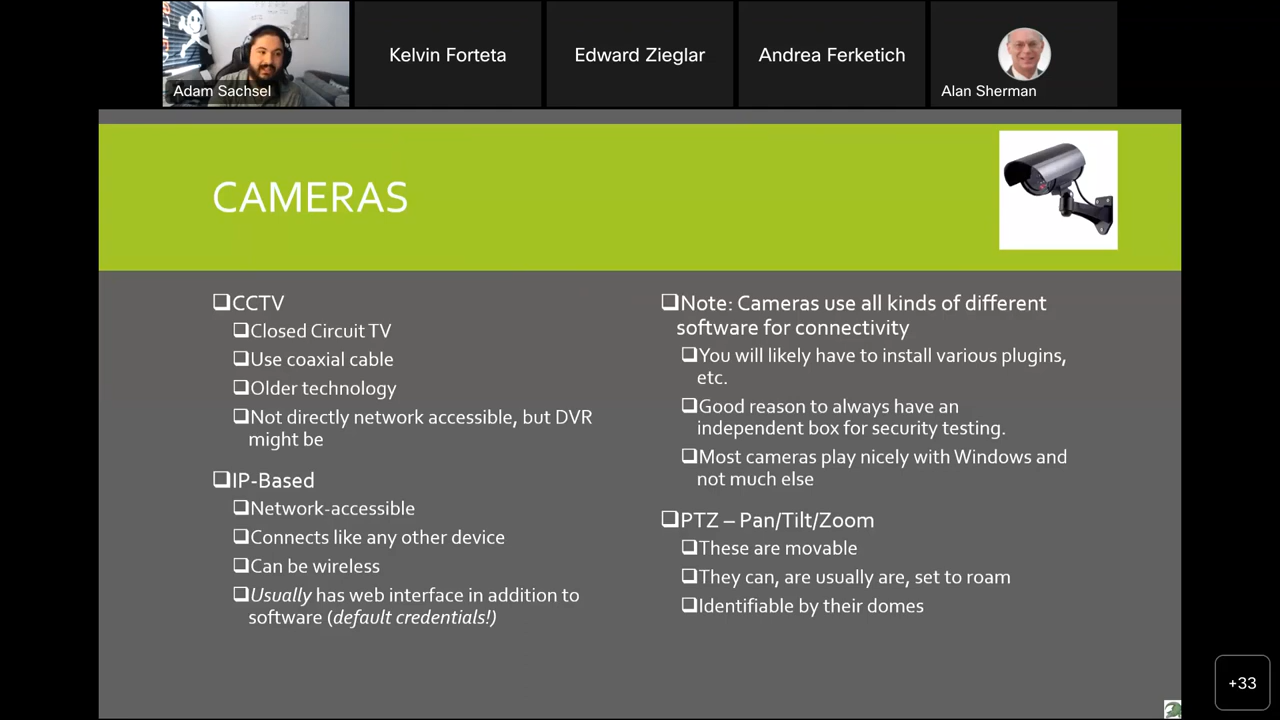 Adam Sachsel
Kelvin Forteta
Edward Zieglar
Andrea Ferketich
Alan Sherman
CAMERAS
CCTV
Closed Circuit TV
Use coaxial cable
Older technology
Not directly network accessible, but DVR
might be
IP-Based
Network-accessible
Connects like any other device
Can be wireless
Usually has web interface in addition to
software (default credentials!)
Note: Cameras use all kinds of different
software for connectivity
You will likely have to install various plugins,
etc.
Good reason to always have an
independent box for security testing.
Most cameras play nicely with Windows and
not much else
PTZ – Pan/Tilt/Zoom
These are movable
They can, are usually are, set to roam
Identifiable by their domes
+33